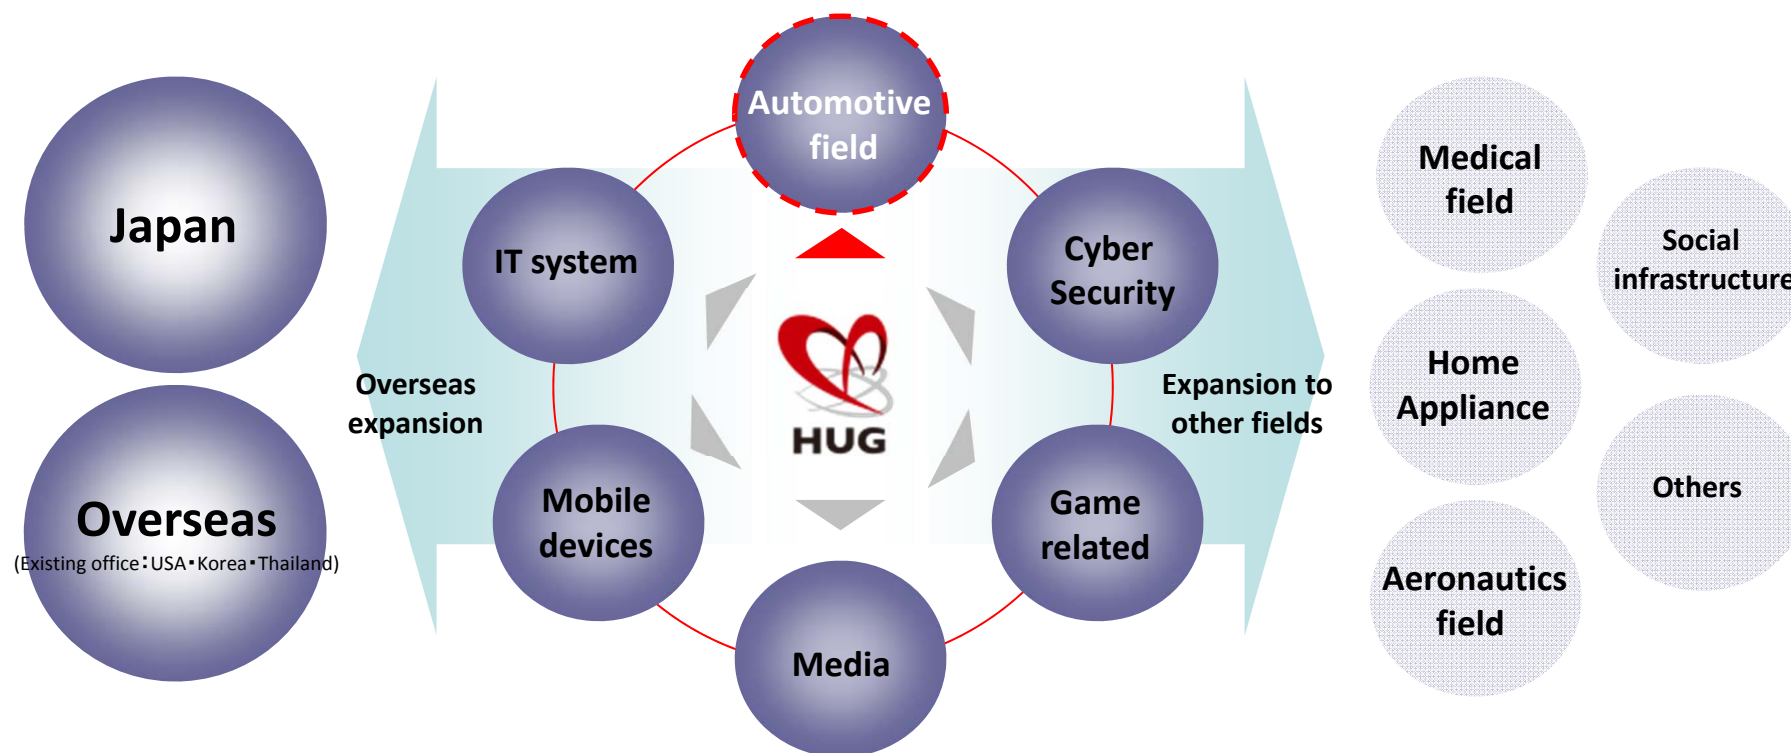 Japan
Overseas
(Existing office：USA・Korea・Thailand)
Overseas
expansion
Automotive
field
IT system
Cyber
Security
HUG
Mobile
devices
Game
related
Media
Expansion to
other fields
Medical
field
Social
infrastructure
Home
Appliance
Others
Aeronautics
field